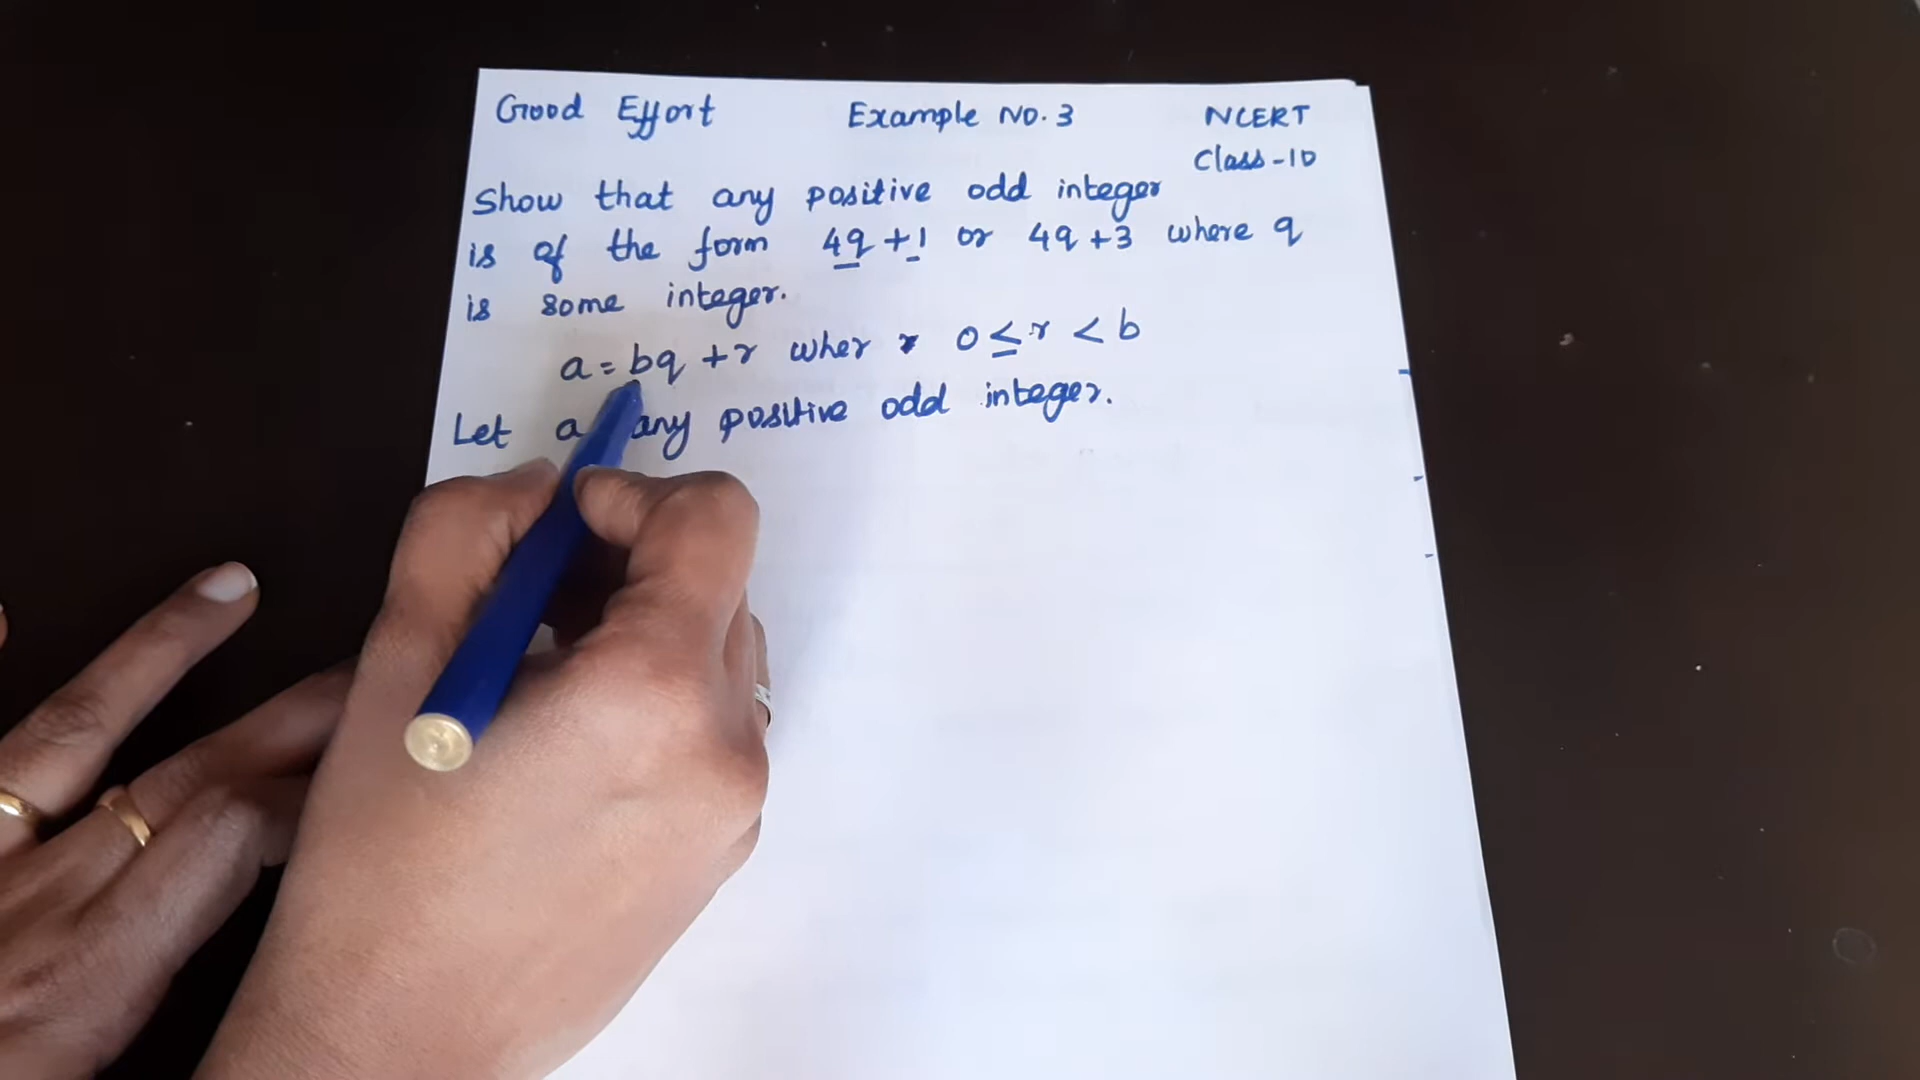 Good Effort Example NO. 3 NCERT
Class-10
Show that any positive odd integer
is of the form 4q +1 or 4q +3 where q
is some integer.
a = bq +r wher r 0 ≤ r < b
Let a any positive odd integer.